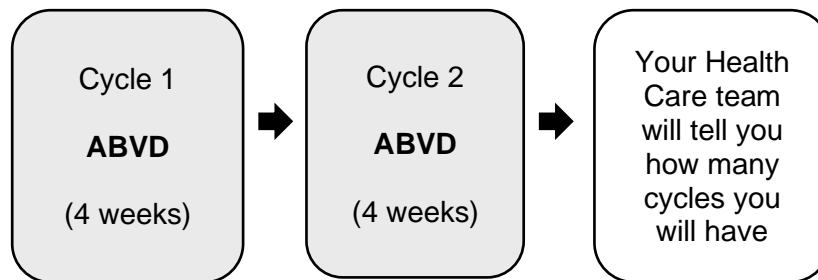 Cycle 1
ABVD
(4 weeks)
Cycle 2
ABVD
(4 weeks)
Your Health
Care team
will tell you
how many
cycles you
will have